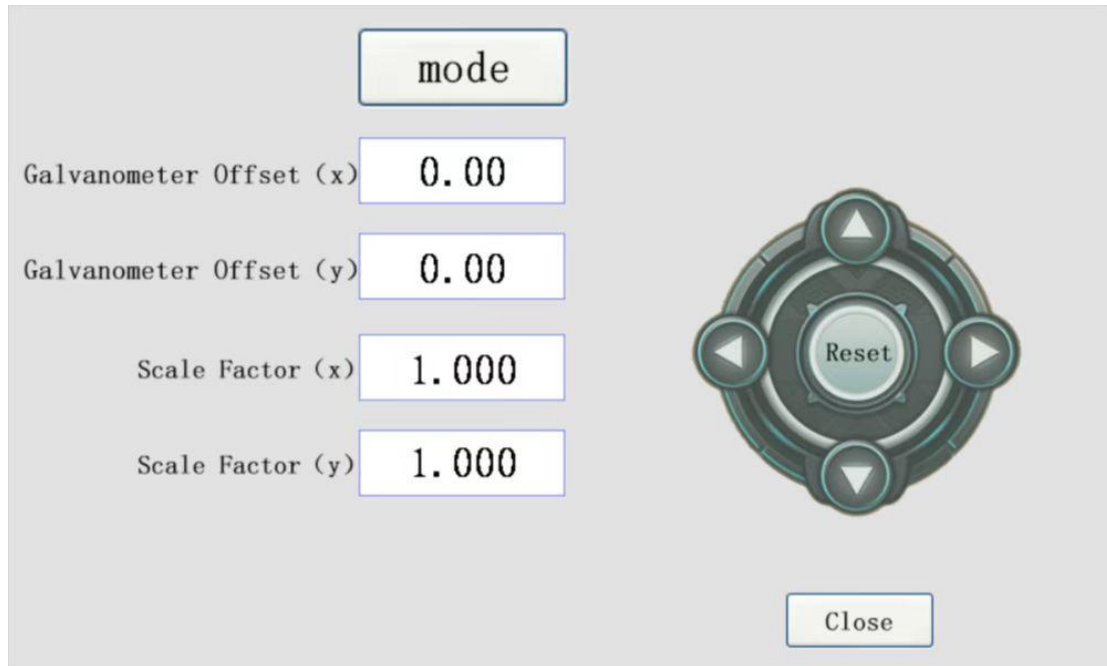 mode
Galvanometer Offset (x) 0.00
Galvanometer Offset (y) 0.00
Scale Factor (x) 1.000
Scale Factor (y) 1.000
Reset
Close